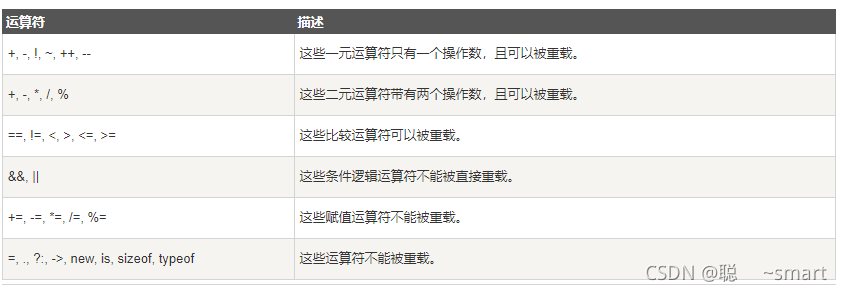 运算符 描述
+, -, !, ~, ++, -- 这些一元运算符只有一个操作数，且可以被重载。
+, -, *, /, % 这些二元运算符带有两个操作数，且可以被重载。
==, !=, <, >, <=, >= 这些比较运算符可以被重载。
&&, || 这些条件逻辑运算符不能被直接重载。
+=, -=, *=, /=, %= 这些赋值运算符不能被重载。
=, ., ?:, ->, new, is, sizeof, typeof 这些运算符不能被重载。
CSDN @聪 ~smart